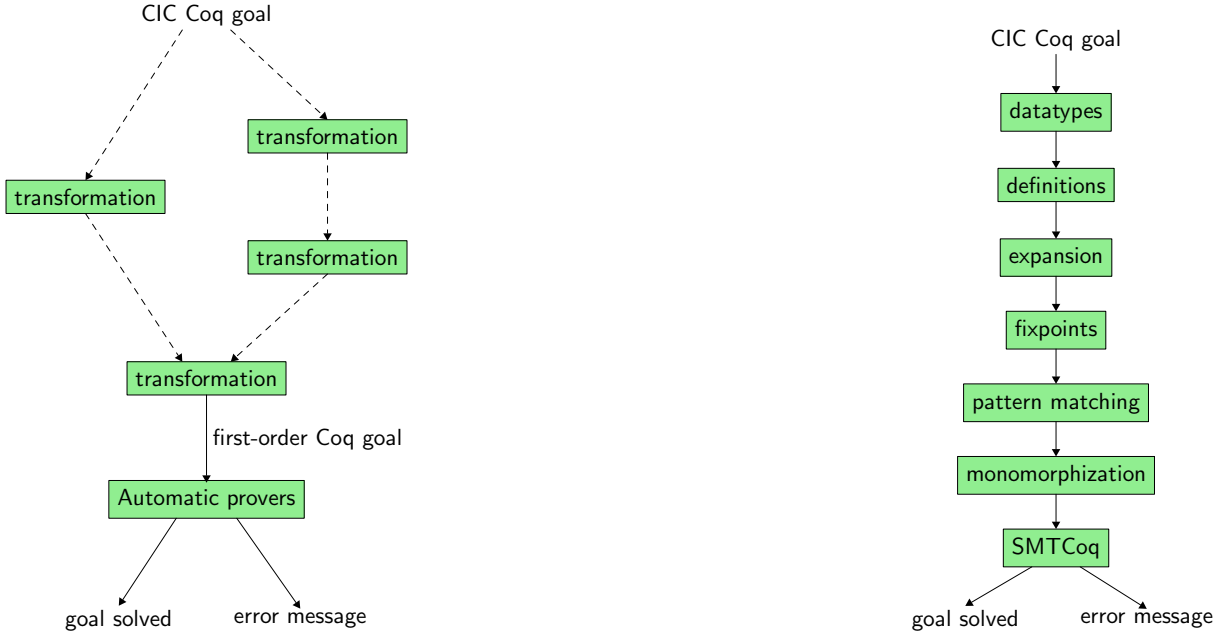 CIC Coq goal
transformation
transformation
transformation
transformation
first-order Coq goal
Automatic provers
goal solved
error message
CIC Coq goal
datatypes
definitions
expansion
fixpoints
pattern matching
monomorphization
SMTCoq
goal solved
error message